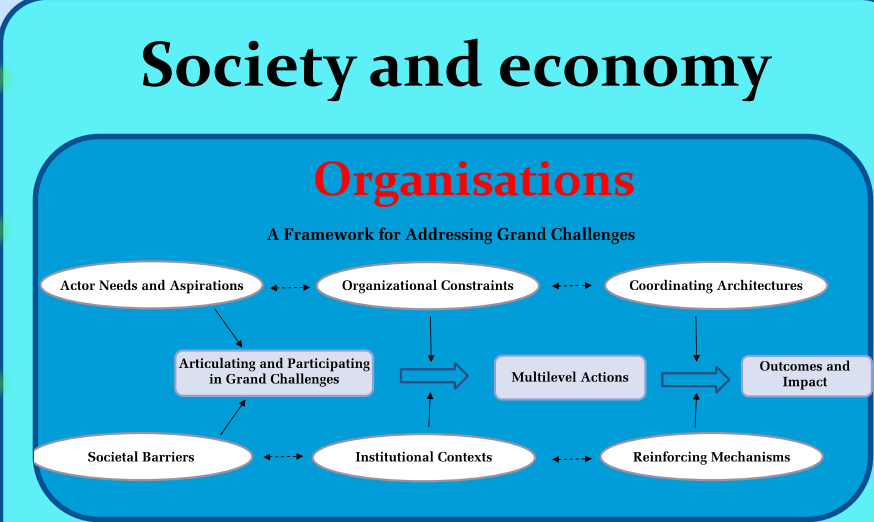 Society and economy
Organisations
A Framework for Addressing Grand Challenges
Actor Needs and Aspirations
Organizational Constraints
Coordinating Architectures
Articulating and Participating
in Grand Challenges
Multilevel Actions
Outcomes and
Impact
Societal Barriers
Institutional Contexts
Reinforcing Mechanisms